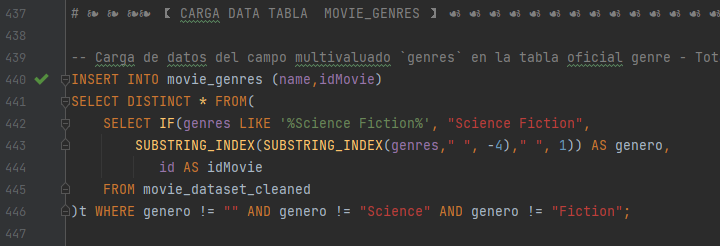 437 # ❧ ❧ ❧❧ 【 CARGA DATA TABLA  MOVIE_GENRES 】 ☙ ☙ ☙ ☙ ☙ ☙ ☙ ☙ ☙ ☙ ☙ ☙ ☙
438
439 -- Carga de datos del campo multivaluado `genres` en la tabla oficial genre - Tot
440 INSERT INTO movie_genres (name,idMovie)
441 SELECT DISTINCT * FROM(
442     SELECT IF(genres LIKE '%Science Fiction%', "Science Fiction",
443         SUBSTRING_INDEX(SUBSTRING_INDEX(genres," ", -4)," ", 1)) AS genero,
444            id AS idMovie
445     FROM movie_dataset_cleaned
446 )t WHERE genero != "" AND genero != "Science" AND genero != "Fiction";
447